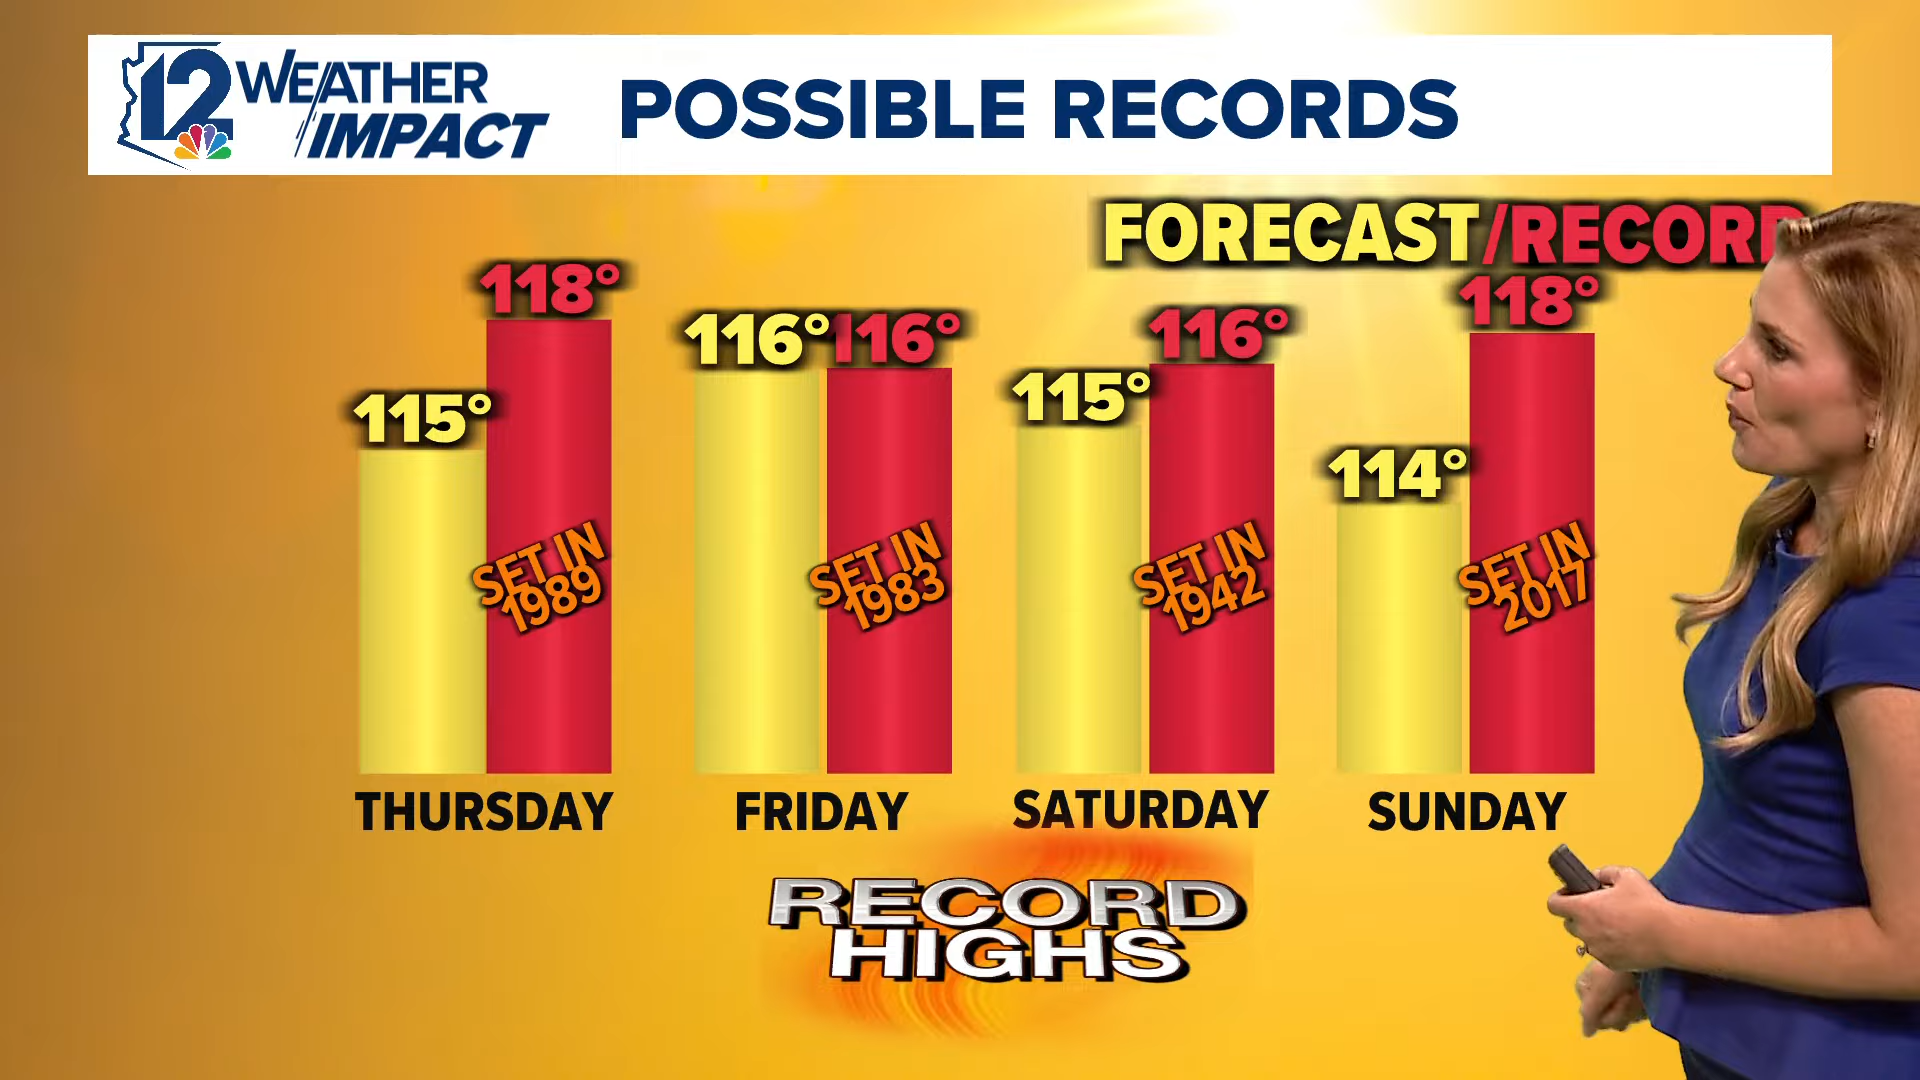 12 WEATHER
IMPACT
POSSIBLE RECORDS
FORECAST/RECORD
115° 118°
116° 116°
115° 116°
114° 118°
SET IN
1989
SET IN
1983
SET IN
1942
SET IN
2017
THURSDAY FRIDAY SATURDAY SUNDAY
RECORD
HIGHS